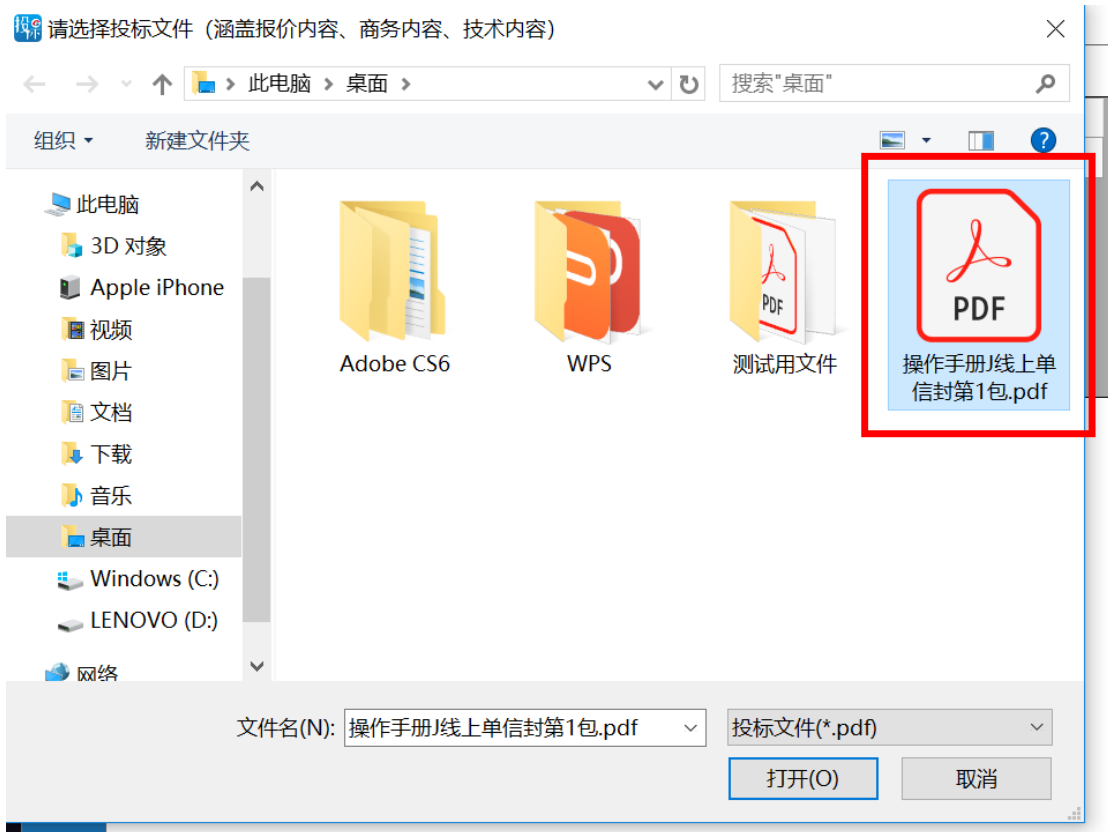 投标 请选择投标文件（涵盖报价内容、商务内容、技术内容）
此电脑 桌面
搜索"桌面"
组织 新建文件夹
?
此电脑
3D 对象
Apple iPhone
视频
图片
文档
下载
音乐
桌面
Windows (C:)
LENOVO (D:)
网络
Adobe CS6
WPS
PDF
测试用文件
PDF
操作手册J线上单
信封第1包.pdf
文件名(N): 操作手册J线上单信封第1包.pdf 投标文件(*.pdf)
打开(O) 取消